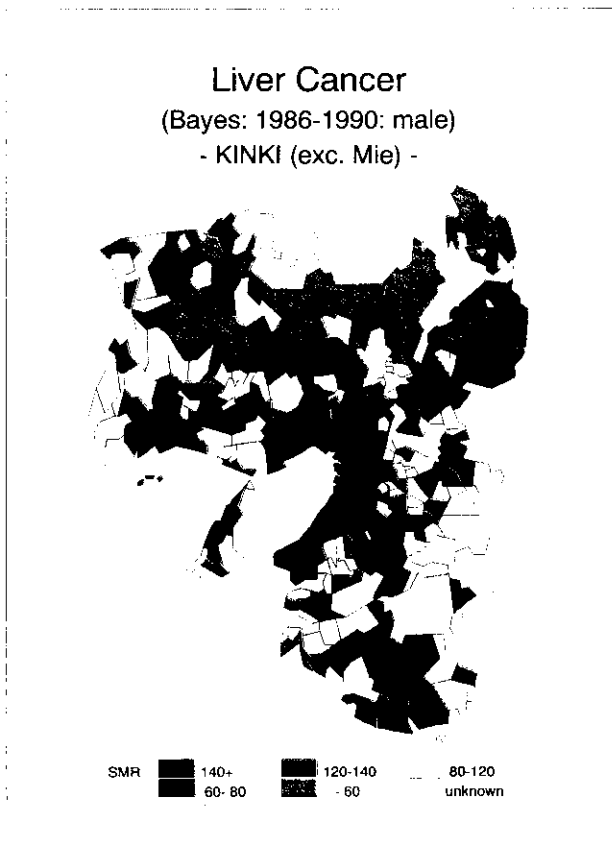 Liver Cancer
(Bayes: 1986-1990: male)
- KINKI (exc. Mie) -
SMR 140+ 120-140 80-120
60- 80 - 60 unknown